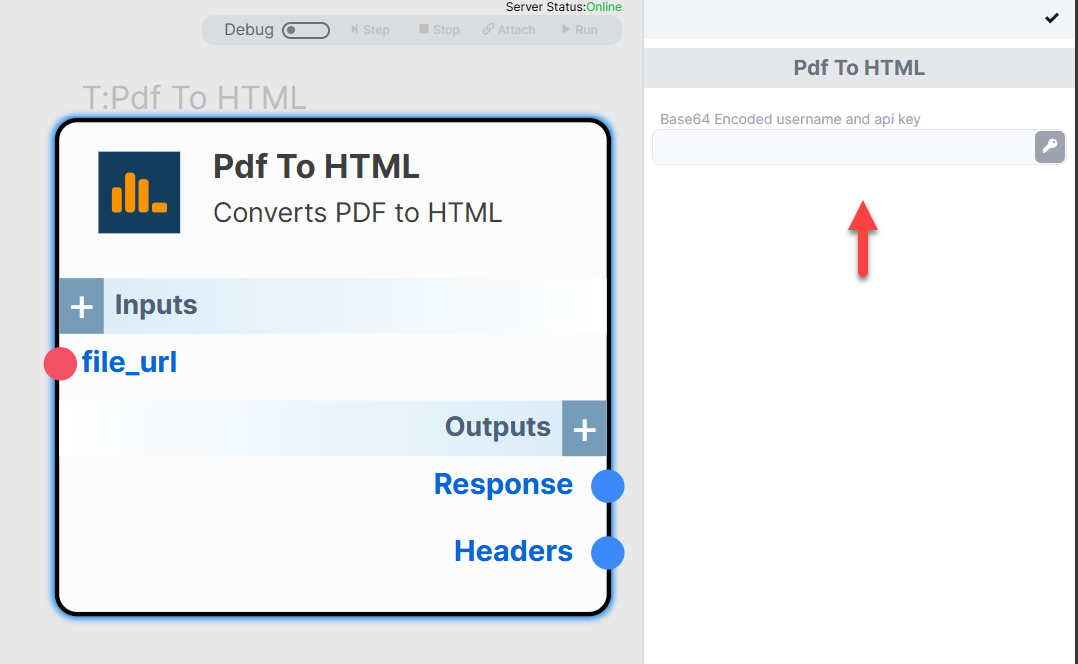 Server Status:Online
Debug
Step
Stop
Attach
Run
T:Pdf To HTML
Pdf To HTML
Converts PDF to HTML
Inputs
file_url
Outputs
Response
Headers
Pdf To HTML
Base64 Encoded username and api key